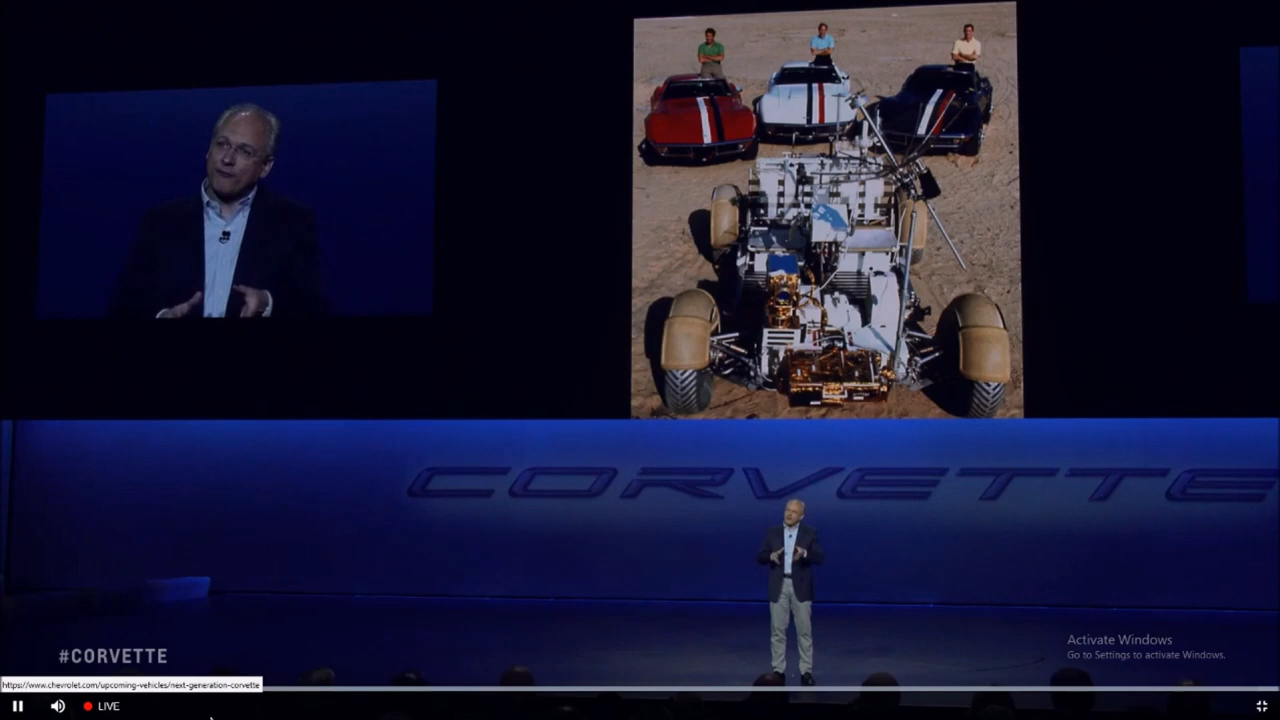 CORVETTE
#CORVETTE
Activate Windows
Go to Settings to activate Windows.
https://www.chevrolet.com/upcoming-vehicles/next-generation-corvette
LIVE